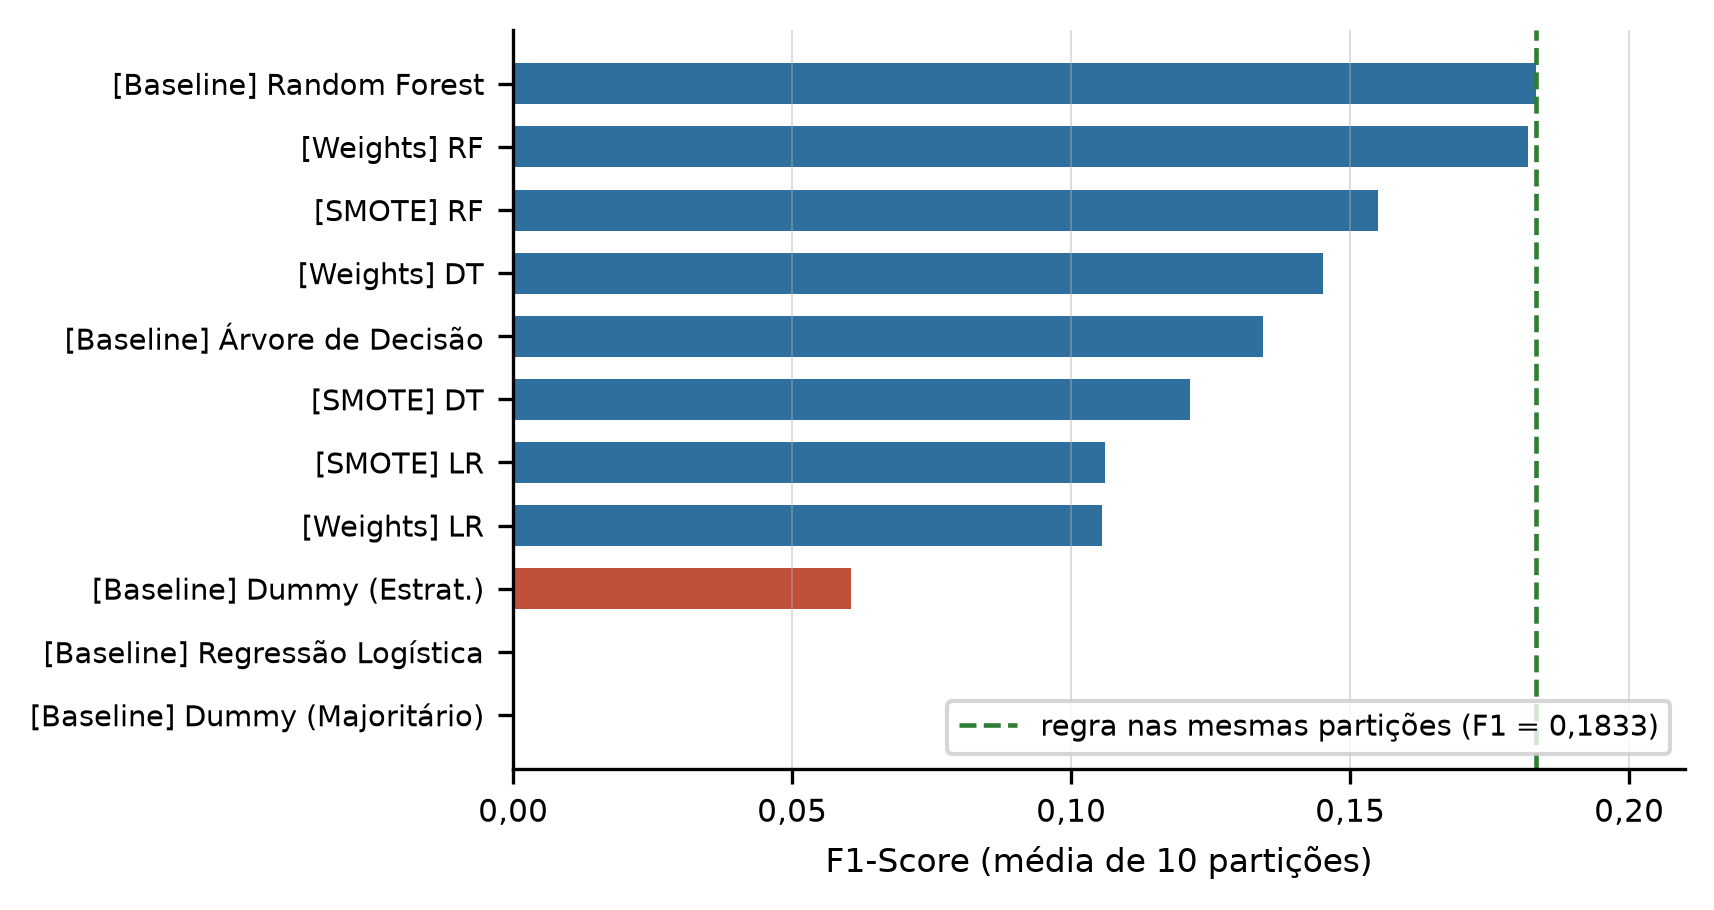 [Baseline] Random Forest
[Weights] RF
[SMOTE] RF
[Weights] DT
[Baseline] Árvore de Decisão
[SMOTE] DT
[SMOTE] LR
[Weights] LR
[Baseline] Dummy (Estrat.)
[Baseline] Regressão Logística
[Baseline] Dummy (Majoritário)
regra nas mesmas partições (F1 = 0,1833)
0,00 0,05 0,10 0,15 0,20
F1-Score (média de 10 partições)